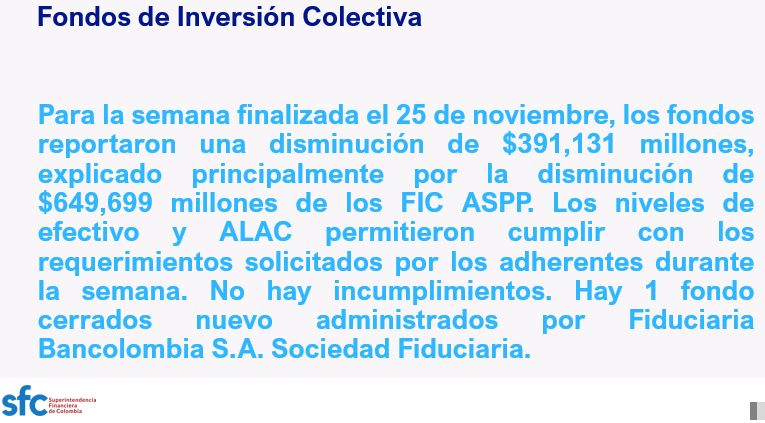 Fondos de Inversión Colectiva
Para la semana finalizada el 25 de noviembre, los fondos
reportaron una disminución de $391,131 millones,
explicado principalmente por la disminución de
$649,699 millones de los FIC ASPP. Los niveles de
efectivo y ALAC permitieron cumplir con los
requerimientos solicitados por los adherentes durante
la semana. No hay incumplimientos. Hay 1 fondo
cerrados nuevo administrados por Fiduciaria
Bancolombia S.A. Sociedad Fiduciaria.
sfc Superintendencia
Financiera
de Colombia